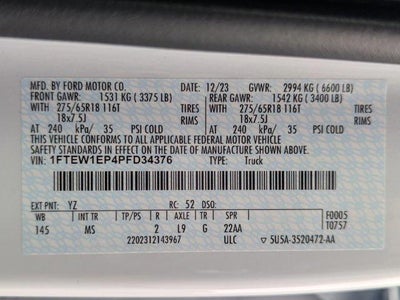 MFD. BY FORD MOTOR CO. 12/23 GVWR: 2994 KG ( 6600 LB)
FRONT GAWR: 1531 KG ( 3375 LB) REAR GAWR: 1542 KG ( 3400 LB)
WITH 275/65R18 116T TIRES WITH 275/65R18 116T TIRES
18x7.5J RIMS 18x7.5J RIMS
AT 240 kPa/ 35 PSI COLD AT 240 kPa/ 35 PSI COLD
THIS VEHICLE CONFORMS TO ALL APPLICABLE FEDERAL MOTOR VEHICLE
SAFETY STANDARDS IN EFFECT ON THE DATE OF MANUFACTURE SHOWN ABOVE.
VIN: 1FTEW1EP4PFD34376 TYPE: Truck
EXT PNT: YZ RC: 52 DSO: F0005
WB INT TR TP/PS R AXLE TR SPR T0757
145 MS 2 L9 G 22AA
2202312143967 ULC 5U5A-3520472-AA